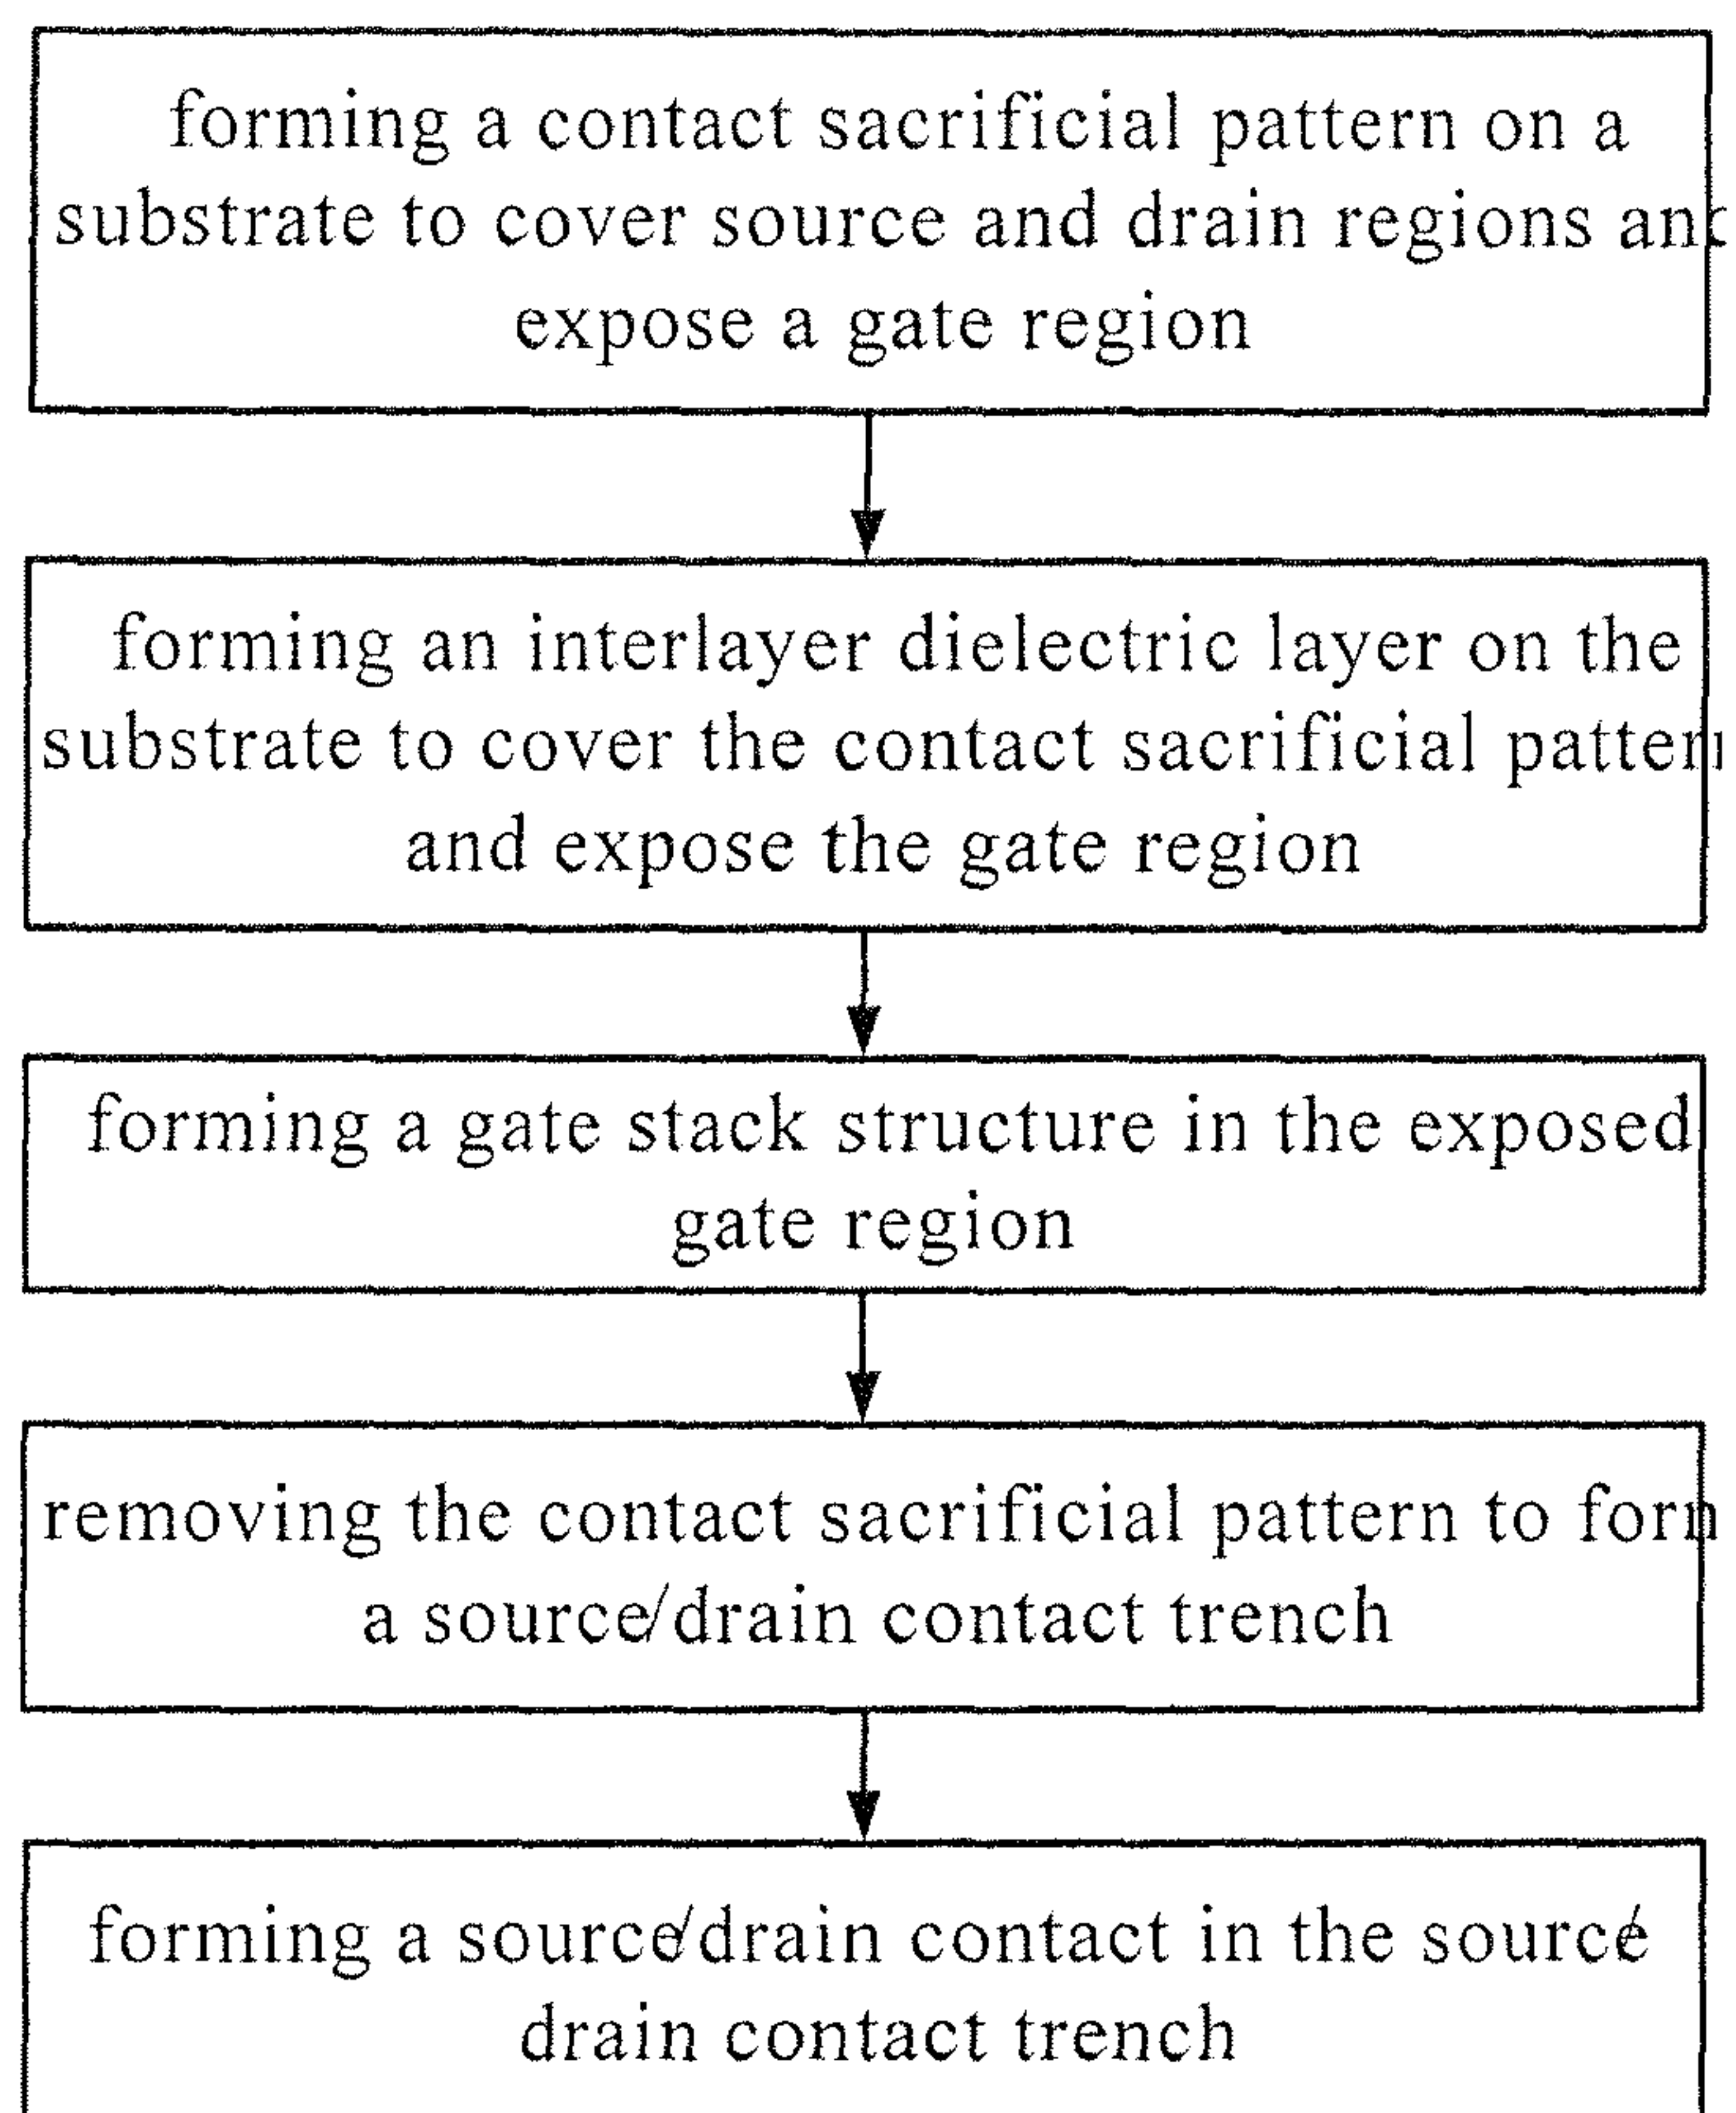 forming a contact sacrificial pattern on a
substrate to cover source and drain regions and
expose a gate region
forming an interlayer dielectric layer on the
substrate to cover the contact sacrificial pattern
and expose the gate region
forming a gate stack structure in the exposed
gate region
removing the contact sacrificial pattern to form
a source/drain contact trench
forming a source/drain contact in the source/
drain contact trench